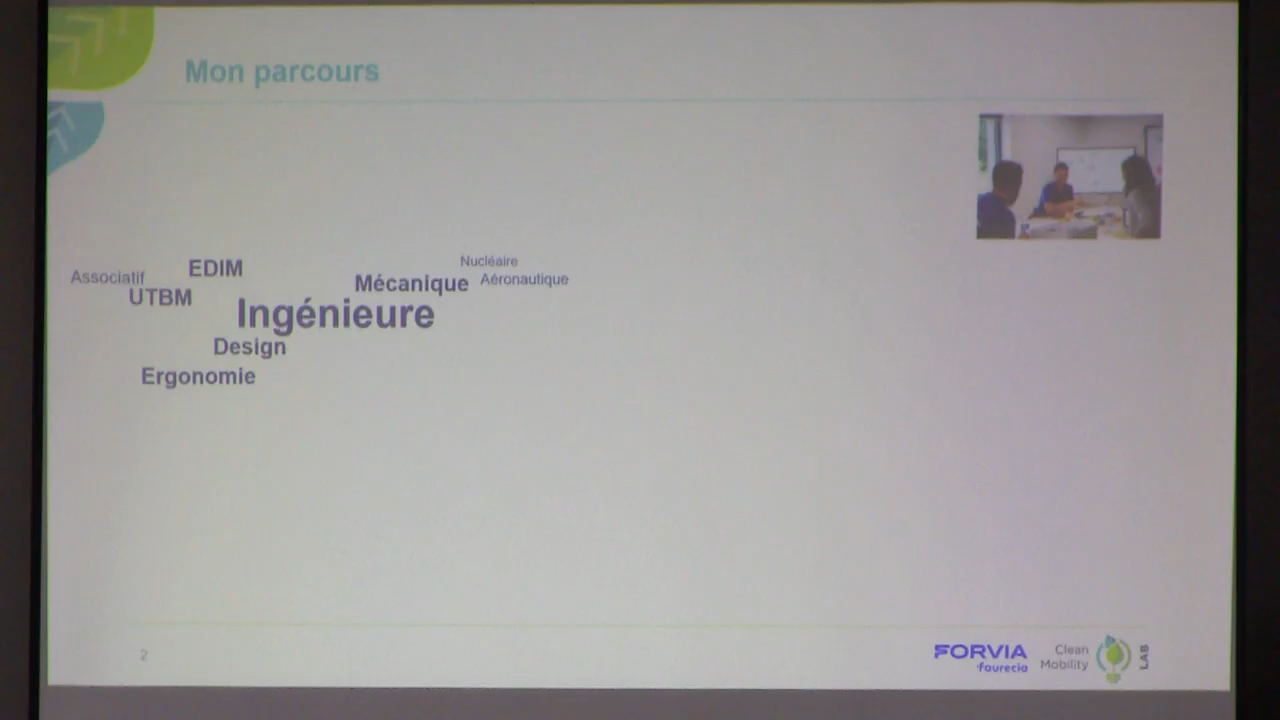 Mon parcours
Nucléaire
EDIM
Associatif
Mécanique
Aéronautique
UTBM
Ingénieure
Design
Ergonomie
2
FORVIA
faurecia
Clean
Mobility
LAB